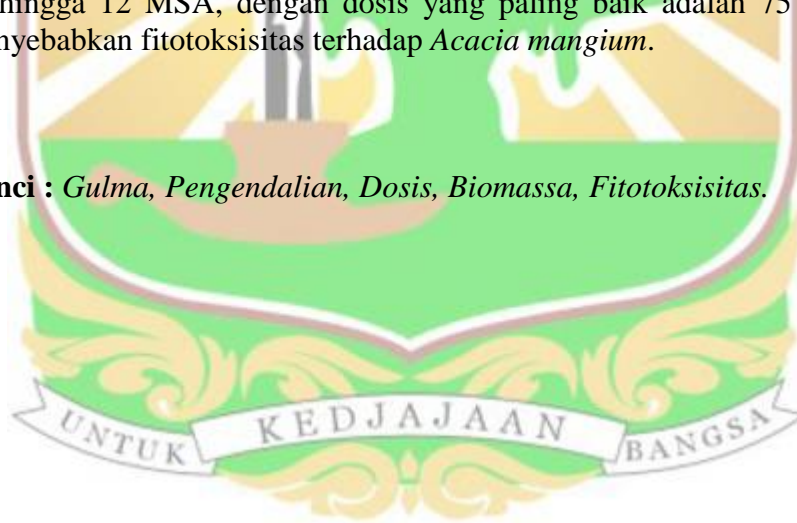 hingga 12 MSA, dengan dosis yang paling baik adalah 75
nyebabkan fitotoksisitas terhadap Acacia mangium.
nci : Gulma, Pengendalian, Dosis, Biomassa, Fitotoksisitas.
UNTUK KEDJAJAAN BANGSA